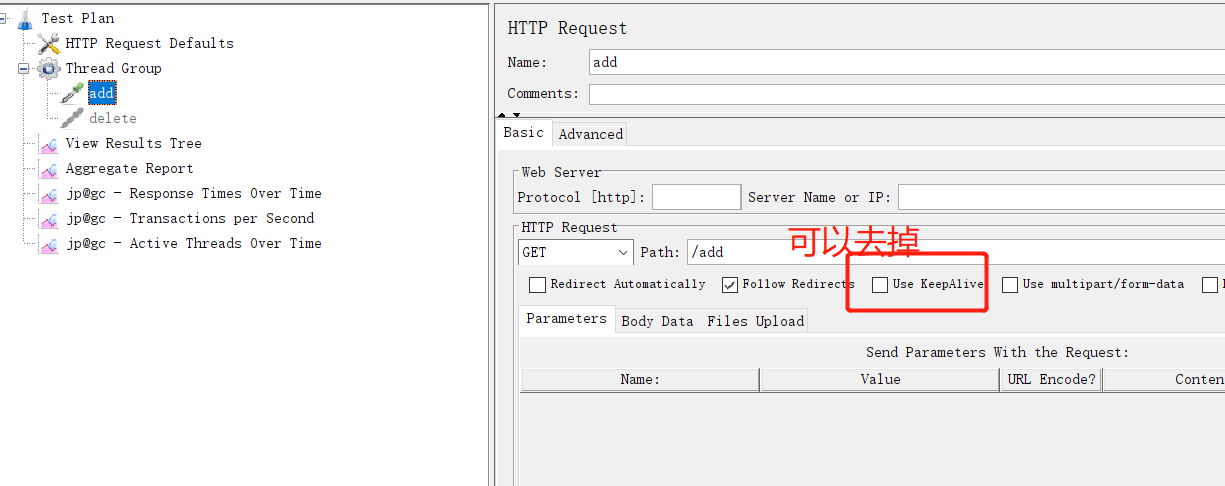 Test Plan
HTTP Request Defaults
Thread Group
add
delete
View Results Tree
Aggregate Report
jp@gc - Response Times Over Time
jp@gc - Transactions per Second
jp@gc - Active Threads Over Time
HTTP Request
Name: add
Comments:
Basic Advanced
Web Server
Protocol [http]: Server Name or IP:
HTTP Request
可以去掉
GET Path: /add
Redirect Automatically Follow Redirects Use KeepAlive Use multipart/form-data
Parameters Body Data Files Upload
Send Parameters With the Request:
Name: Value URL Encode? Conten